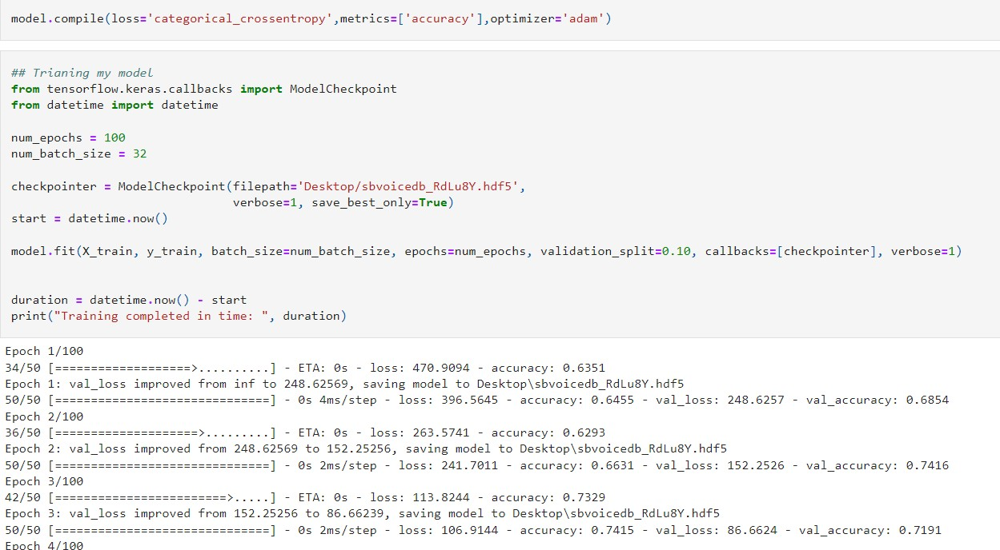 model.compile(loss='categorical_crossentropy',metrics=['accuracy'],optimizer='adam')
## Trianing my model
from tensorflow.keras.callbacks import ModelCheckpoint
from datetime import datetime
num_epochs = 100
num_batch_size = 32
checkpointer = ModelCheckpoint(filepath='Desktop/sbvoicedb_RdLu8Y.hdf5',
verbose=1, save_best_only=True)
start = datetime.now()
model.fit(X_train, y_train, batch_size=num_batch_size, epochs=num_epochs, validation_split=0.10, callbacks=[checkpointer], verbose=1)
duration = datetime.now() - start
print("Training completed in time: ", duration)
Epoch 1/100
34/50 [===================>..........] - ETA: 0s - loss: 470.9094 - accuracy: 0.6351
Epoch 1: val_loss improved from inf to 248.62569, saving model to Desktop\sbvoicedb_RdLu8Y.hdf5
50/50 [==============================] - 0s 4ms/step - loss: 396.5645 - accuracy: 0.6455 - val_loss: 248.6257 - val_accuracy: 0.6854
Epoch 2/100
36/50 [====================>.........] - ETA: 0s - loss: 263.5741 - accuracy: 0.6293
Epoch 2: val_loss improved from 248.62569 to 152.25256, saving model to Desktop\sbvoicedb_RdLu8Y.hdf5
50/50 [==============================] - 0s 2ms/step - loss: 241.7011 - accuracy: 0.6631 - val_loss: 152.2526 - val_accuracy: 0.7416
Epoch 3/100
42/50 [========================>.....] - ETA: 0s - loss: 113.8244 - accuracy: 0.7329
Epoch 3: val_loss improved from 152.25256 to 86.66239, saving model to Desktop\sbvoicedb_RdLu8Y.hdf5
50/50 [==============================] - 0s 2ms/step - loss: 106.9144 - accuracy: 0.7415 - val_loss: 86.6624 - val_accuracy: 0.7191
Epoch 4/100